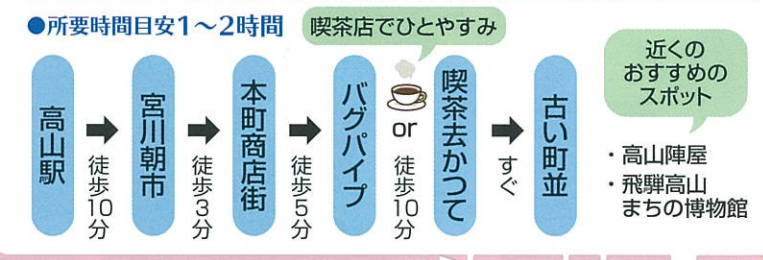 ●所要時間目安1〜2時間
喫茶店でひとやすみ
高山駅
徒歩10分
宮川朝市
徒歩3分
本町商店街
徒歩5分
バグパイプ
or
徒歩10分
喫茶去かつて
すぐ
古い町並
近くの
おすすめの
スポット
・高山陣屋
・飛騨高山
まちの博物館